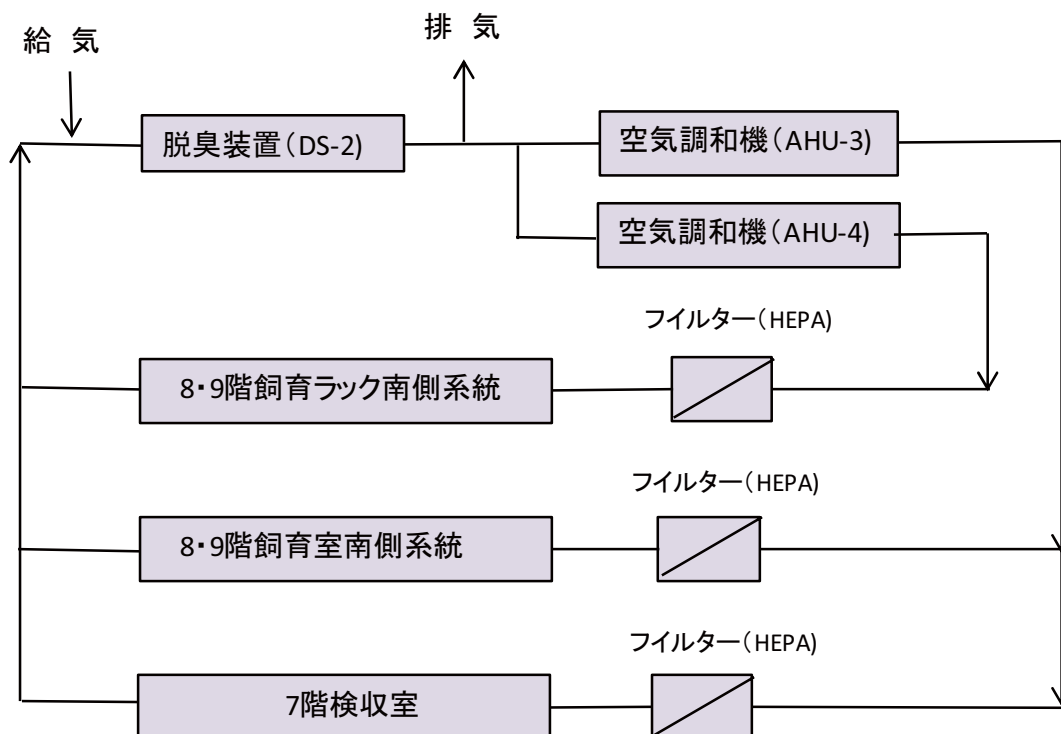 給 気
排 気
脱臭装置(DS-2)
空気調和機(AHU-3)
空気調和機(AHU-4)
フイルター(HEPA)
8・9階飼育ラック南側系統
フイルター(HEPA)
8・9階飼育室南側系統
フイルター(HEPA)
7階検収室